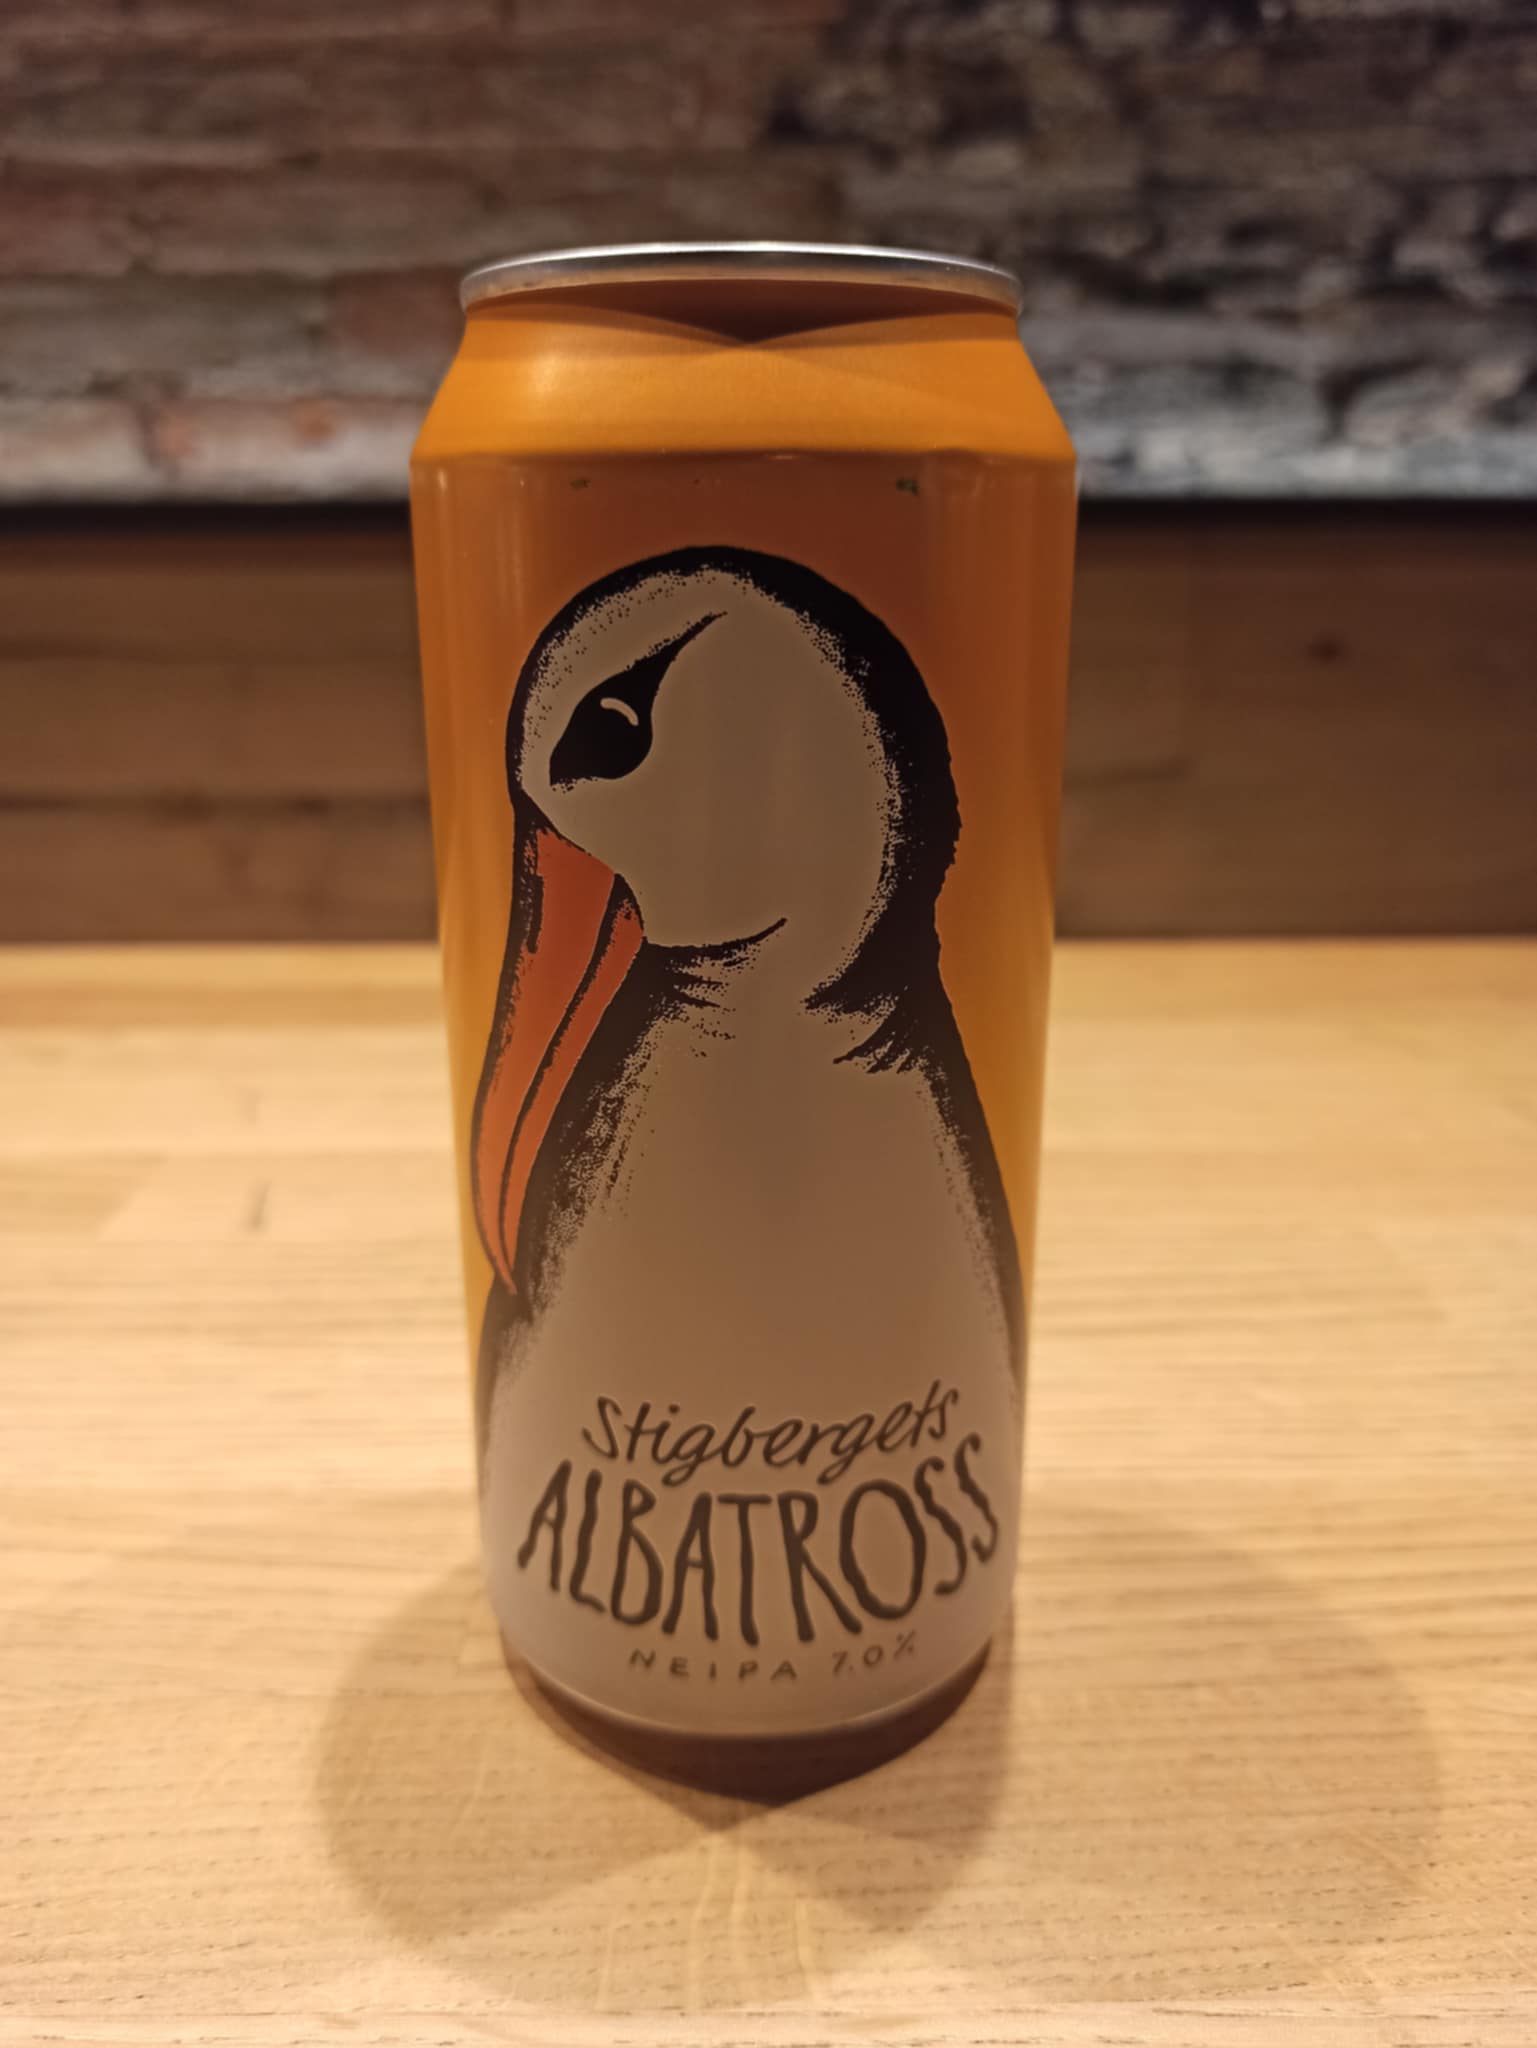 Stigbergets
ALBATROSS
NEIPA 7.0%